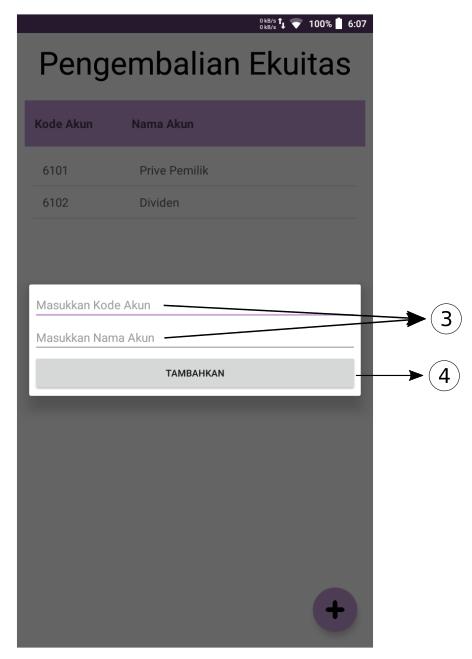 0 kB/s 100% 6:07
0 kB/s
Pengembalian Ekuitas
Kode Akun Nama Akun
6101 Prive Pemilik
6102 Dividen
Masukkan Kode Akun
3
Masukkan Nama Akun
TAMBAHKAN 4